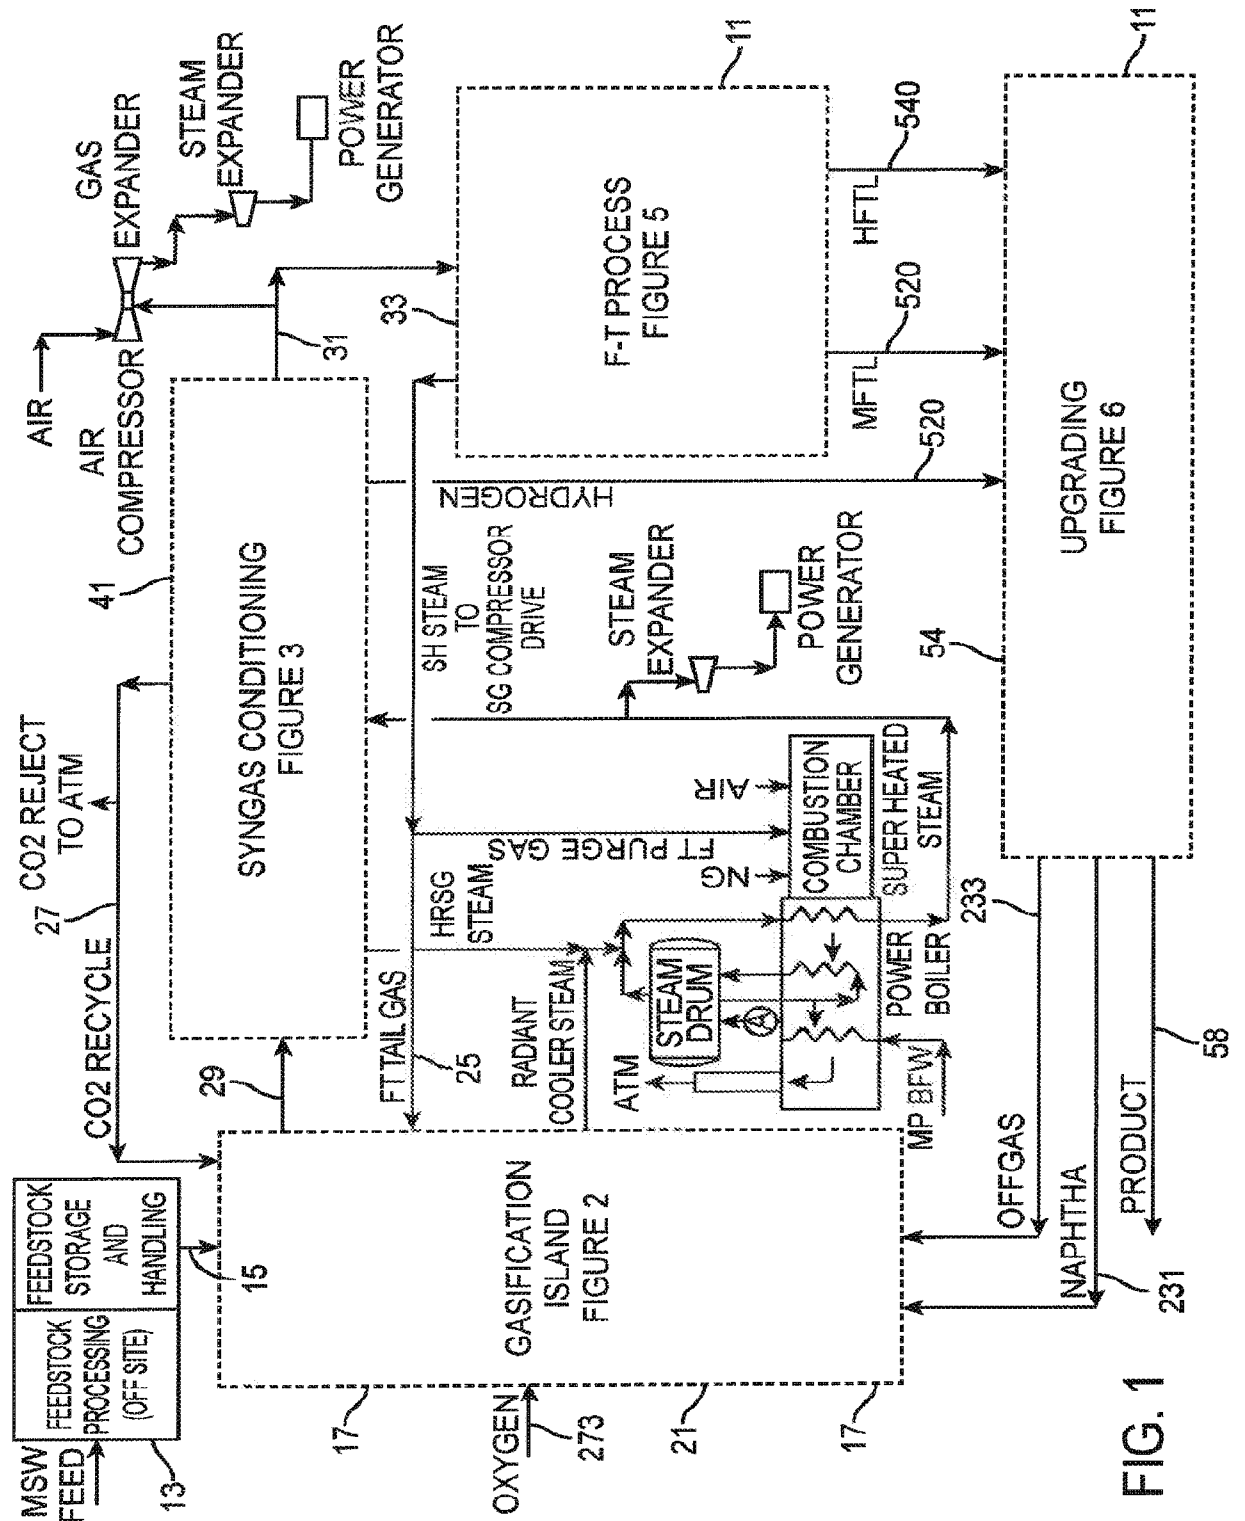 MSW
FEED
13
FEEDSTOCK
PROCESSING
(OFF SITE)
FEEDSTOCK
STORAGE
AND
HANDLING
15
CO2 RECYCLE
27
CO2 REJECT
TO ATM
29
SYNGAS CONDITIONING
FIGURE 3
41
AIR
AIR
COMPRESSOR
GAS
EXPANDER
STEAM
EXPANDER
POWER
GENERATOR
31
33
F-T PROCESS
FIGURE 5
11
17
OXYGEN
273
21
17
GASIFICATION
ISLAND
FIGURE 2
FT TAIL GAS
25
HRSG
STEAM
RADIANT
COOLER STEAM
FT PURGE GAS
SH STEAM
TO
SG COMPRESSOR
DRIVE
HYDROGEN
520
MFTL
520
HFTL
540
STEAM
EXPANDER
POWER
GENERATOR
ATM
STEAM
DRUM
A
NG
AIR
COMBUSTION
CHAMBER
MP BFW
POWER
BOILER
SUPER HEATED
STEAM
UPGRADING
FIGURE 6
54
11
233
OFFGAS
NAPHTHA
231
PRODUCT
58
FIG. 1